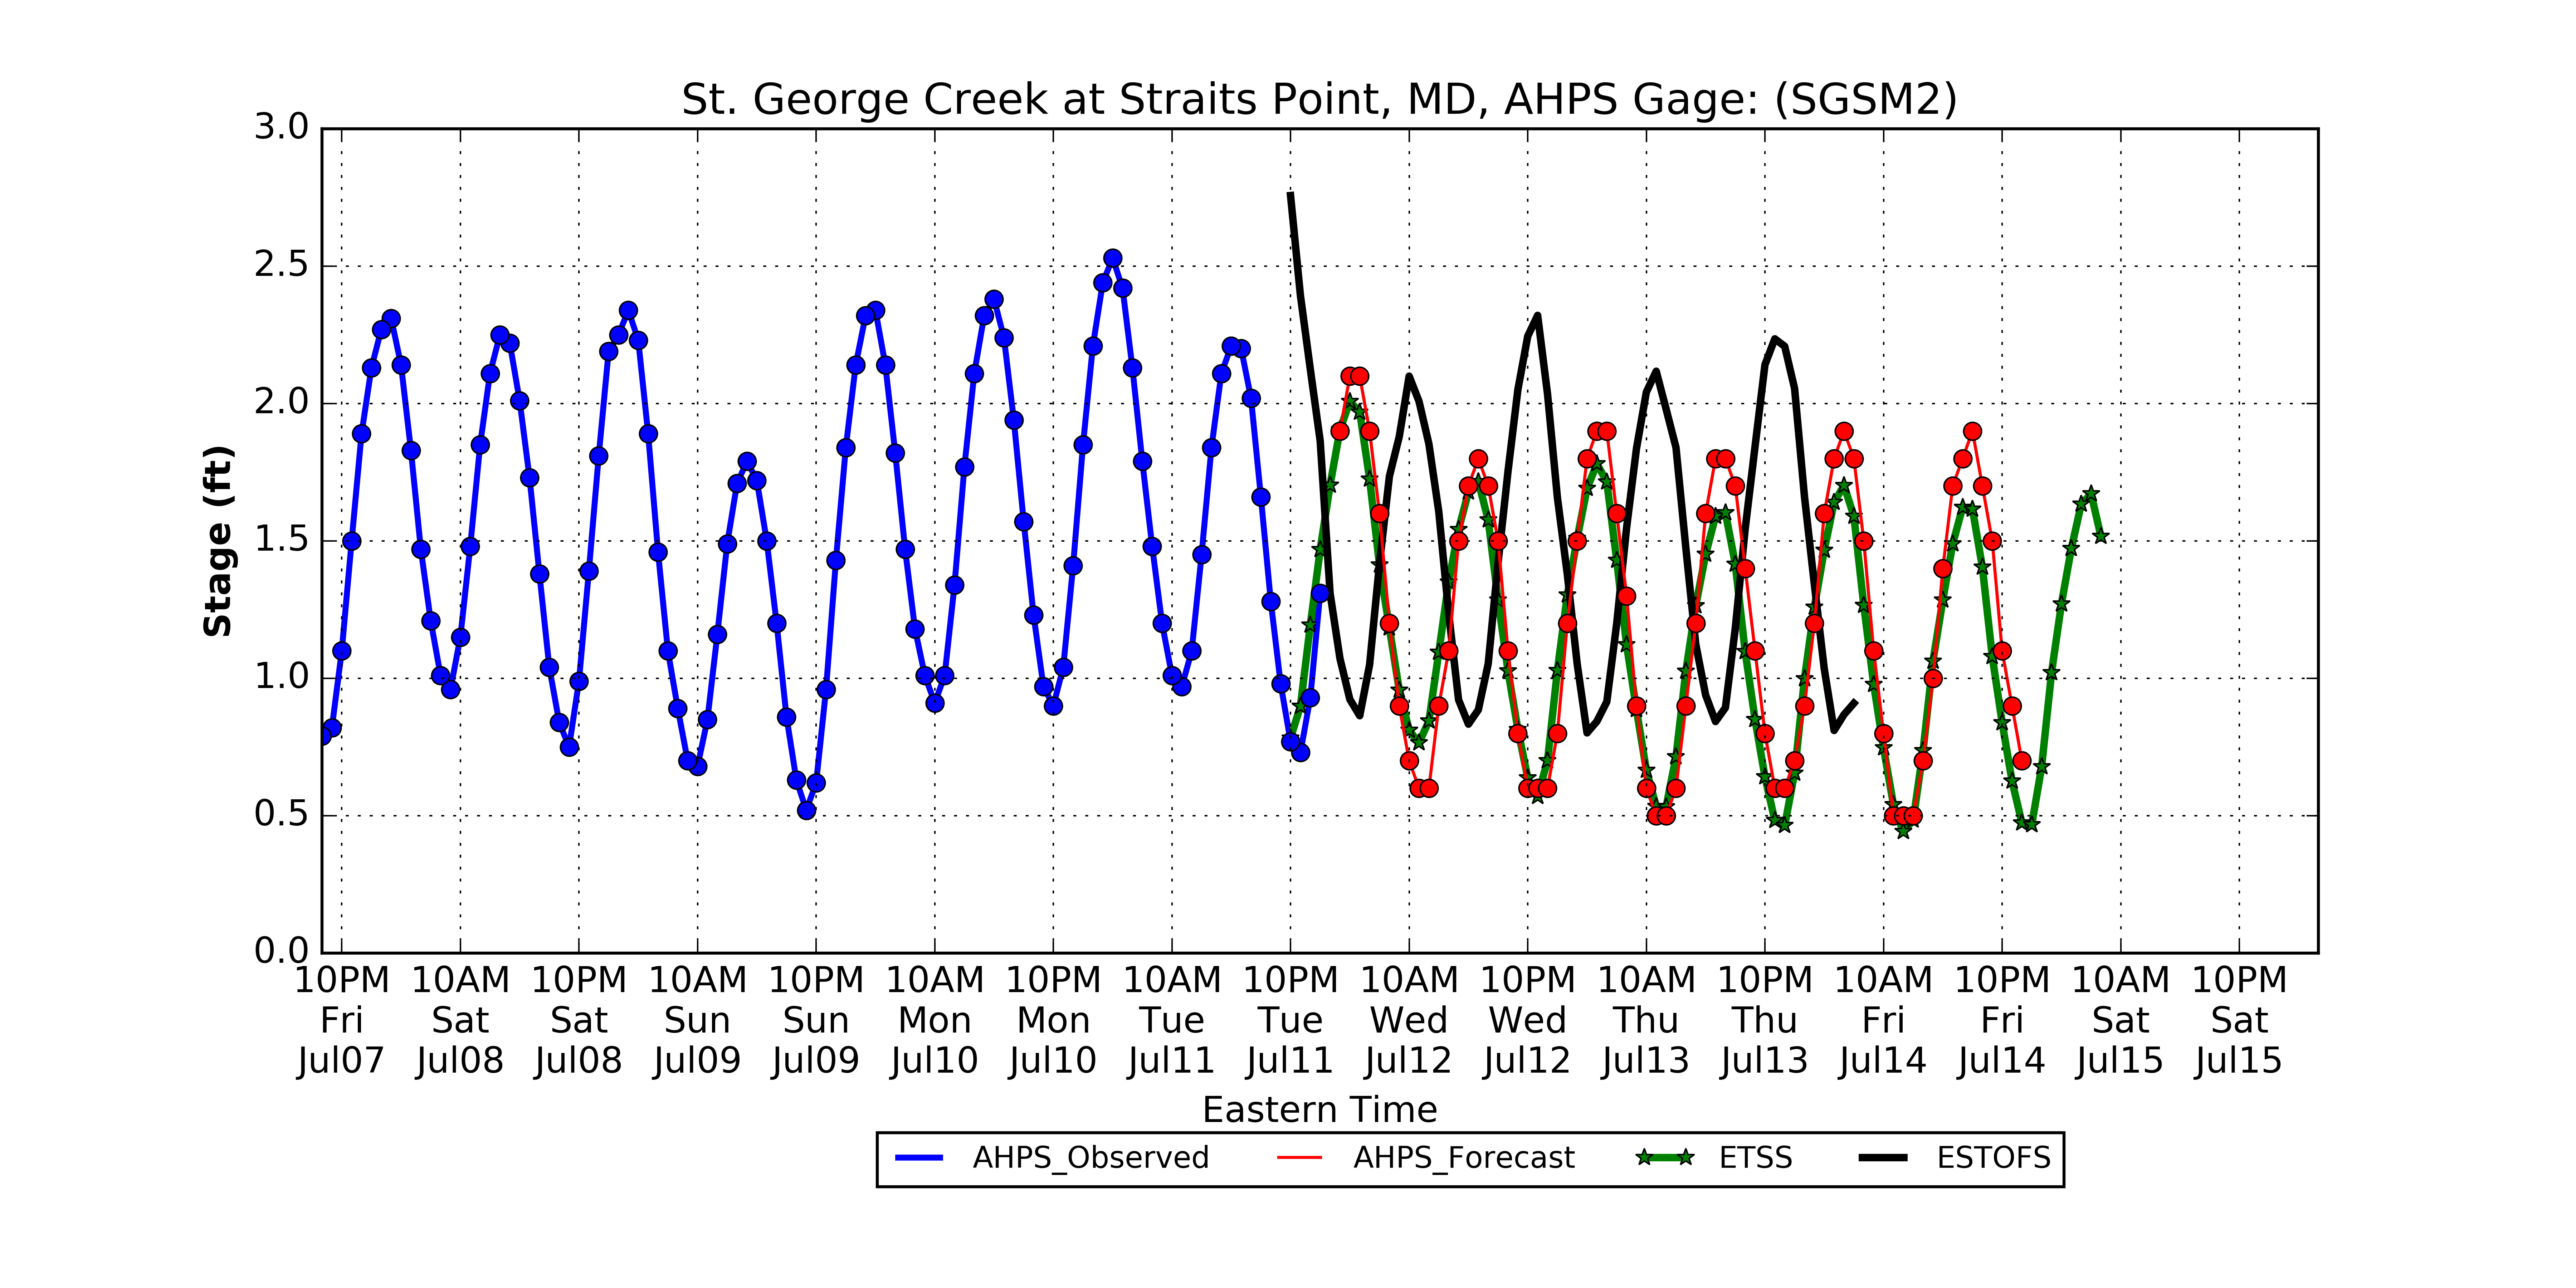 St. George Creek at Straits Point, MD, AHPS Gage: (SGSM2)
3.0
2.5
2.0
1.5
1.0
0.5
0.0
Stage (ft)
10PM 10AM 10PM 10AM 10PM 10AM 10PM 10AM 10PM 10AM 10PM 10AM 10PM 10AM 10PM 10AM 10PM
Fri Sat Sat Sun Sun Mon Mon Tue Tue Wed Wed Thu Thu Fri Fri Sat Sat
Jul07 Jul08 Jul08 Jul09 Jul09 Jul10 Jul10 Jul11 Jul11 Jul12 Jul12 Jul13 Jul13 Jul14 Jul14 Jul15 Jul15
Eastern Time
AHPS_Observed AHPS_Forecast ETSS ESTOFS